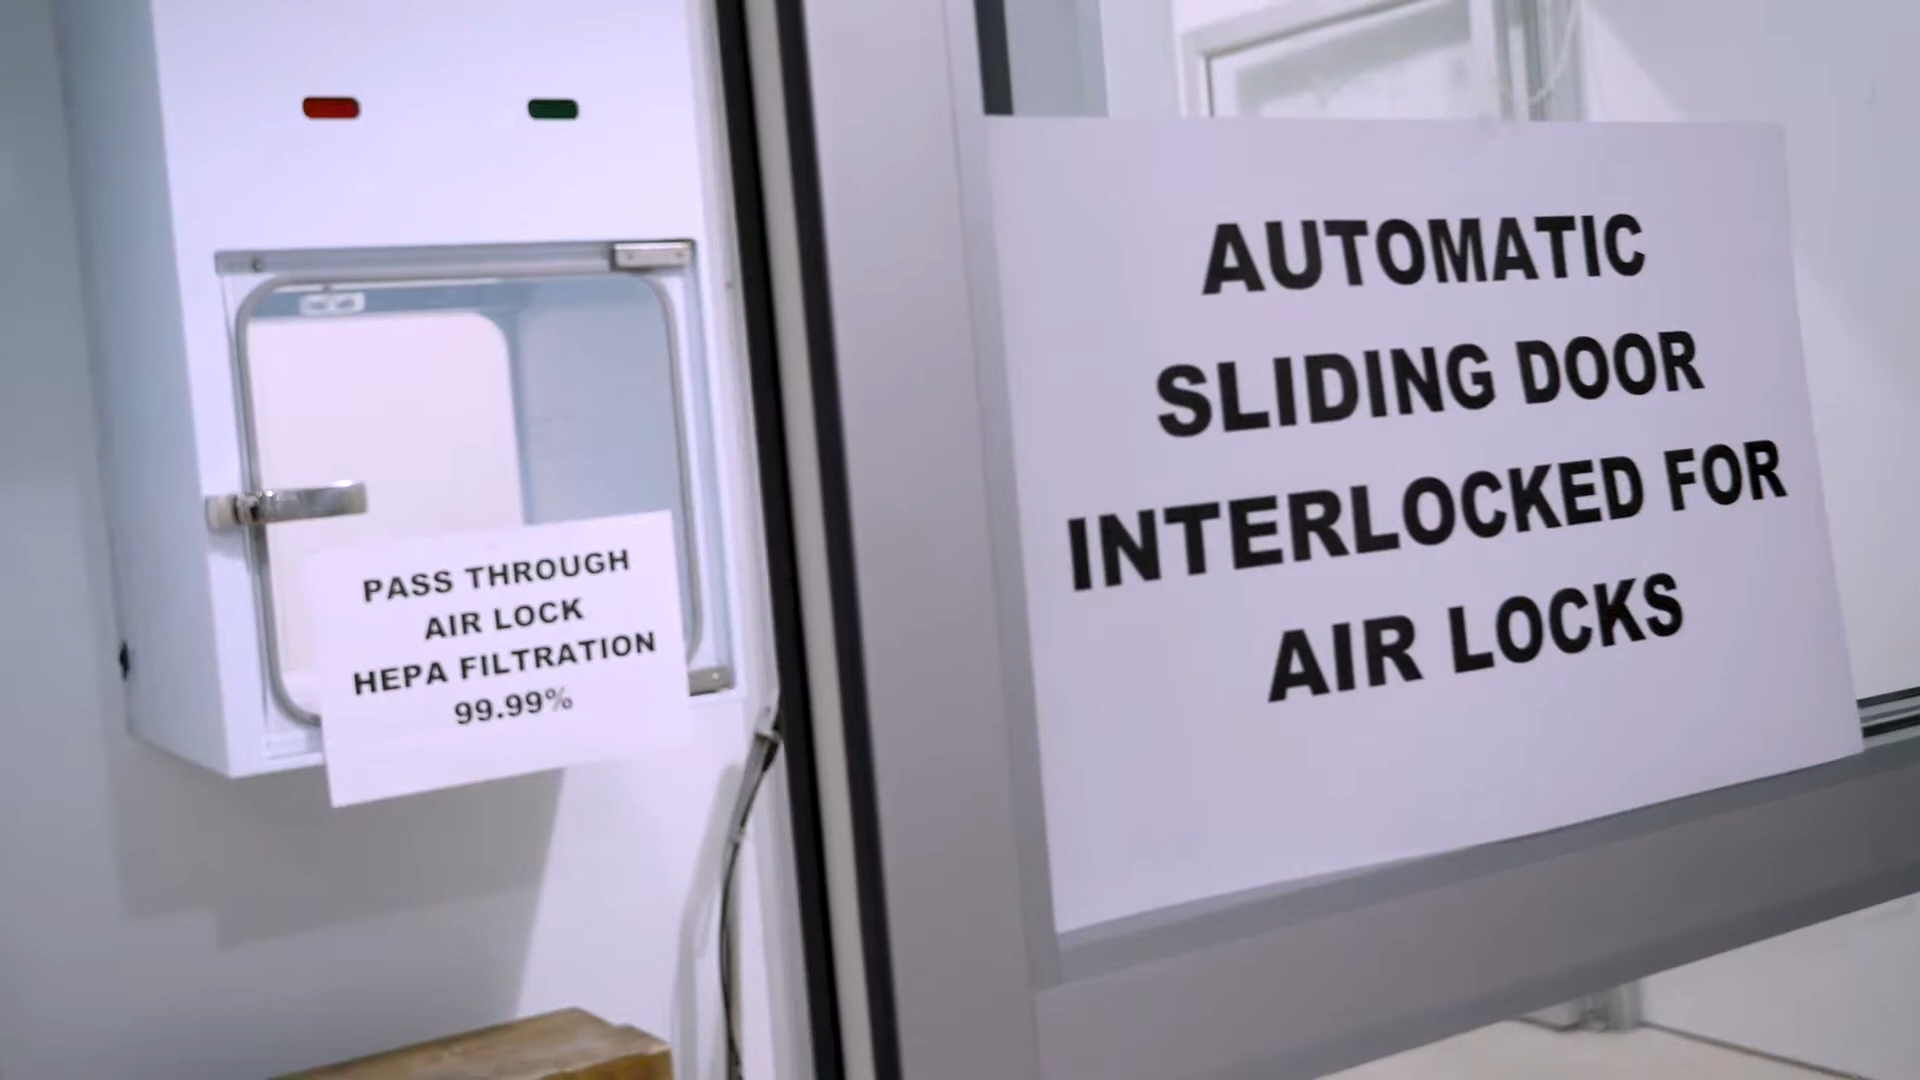 PASS THROUGH
AIR LOCK
HEPA FILTRATION
99.99%
AUTOMATIC
SLIDING DOOR
INTERLOCKED FOR
AIR LOCKS